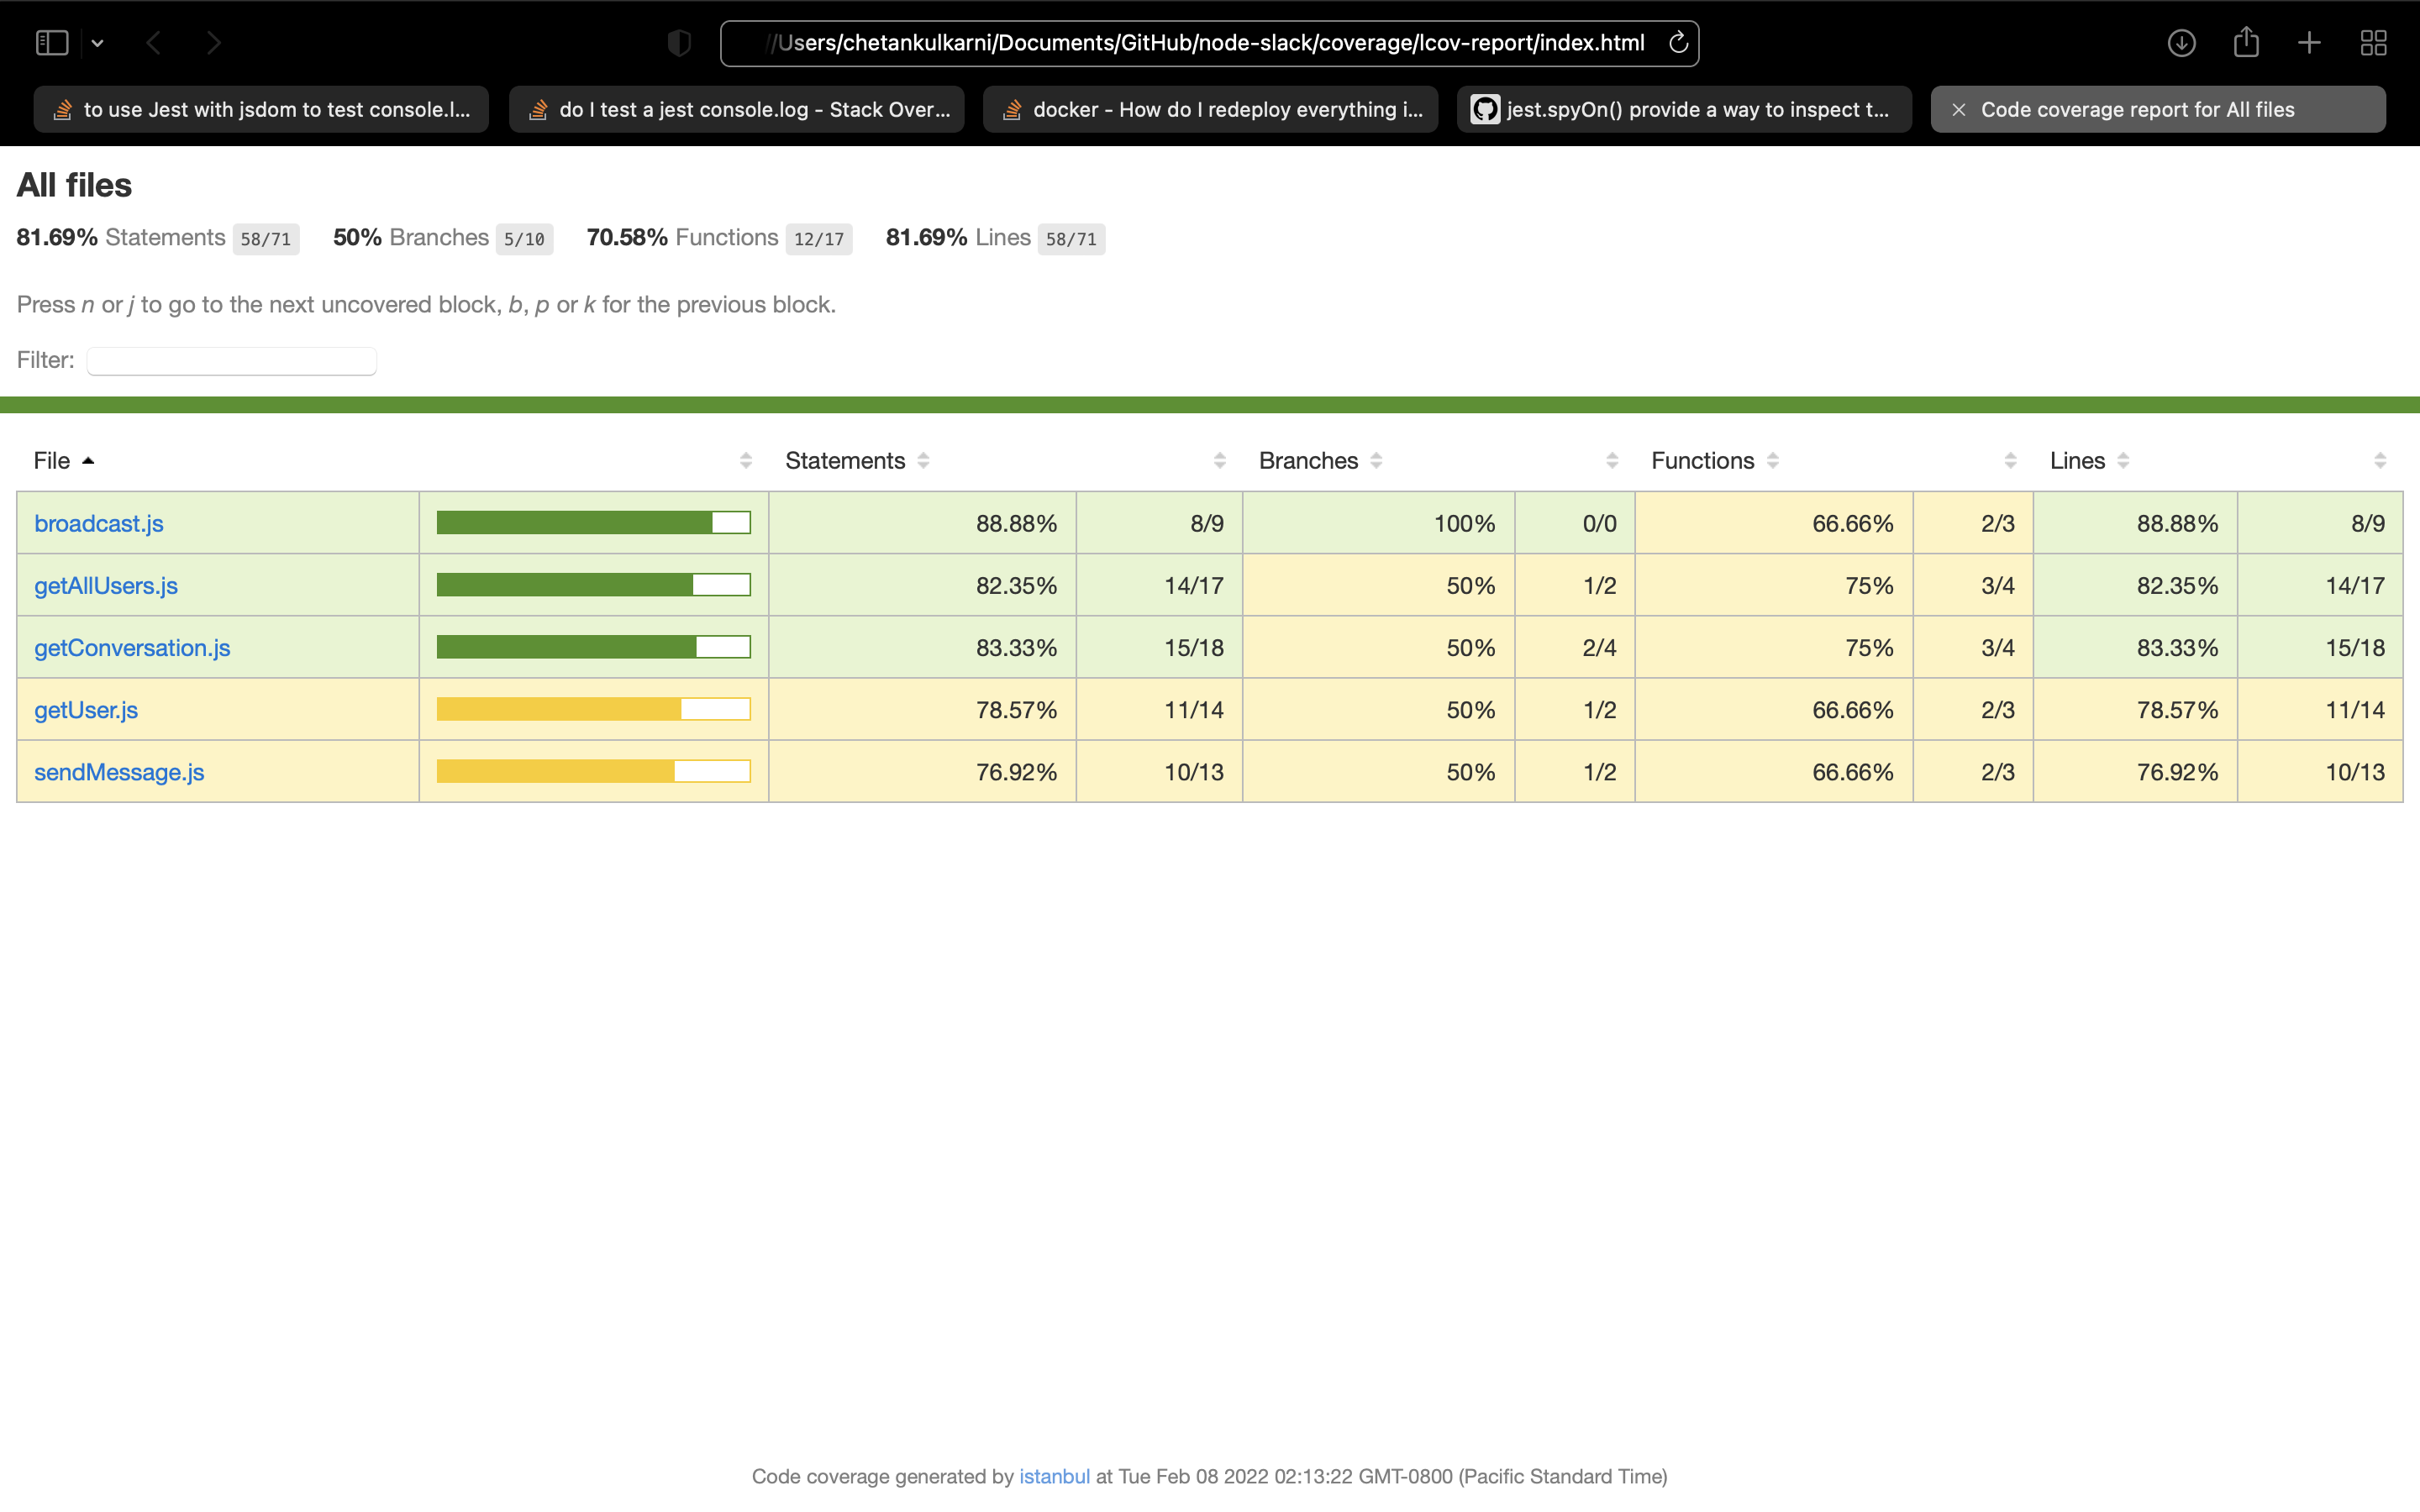 //Users/chetankulkarni/Documents/GitHub/node-slack/coverage/lcov-report/index.html
to use Jest with jsdom to test console.l...
do I test a jest console.log - Stack Over...
docker - How do I redeploy everything i...
jest.spyOn() provide a way to inspect t...
Code coverage report for All files
All files
81.69% Statements 58/71 50% Branches 5/10 70.58% Functions 12/17 81.69% Lines 58/71
Press n or j to go to the next uncovered block, b, p or k for the previous block.
Filter:
File Statements Branches Functions Lines
broadcast.js 88.88% 8/9 100% 0/0 66.66% 2/3 88.88% 8/9
getAllUsers.js 82.35% 14/17 50% 1/2 75% 3/4 82.35% 14/17
getConversation.js 83.33% 15/18 50% 2/4 75% 3/4 83.33% 15/18
getUser.js 78.57% 11/14 50% 1/2 66.66% 2/3 78.57% 11/14
sendMessage.js 76.92% 10/13 50% 1/2 66.66% 2/3 76.92% 10/13
Code coverage generated by istanbul at Tue Feb 08 2022 02:13:22 GMT-0800 (Pacific Standard Time)